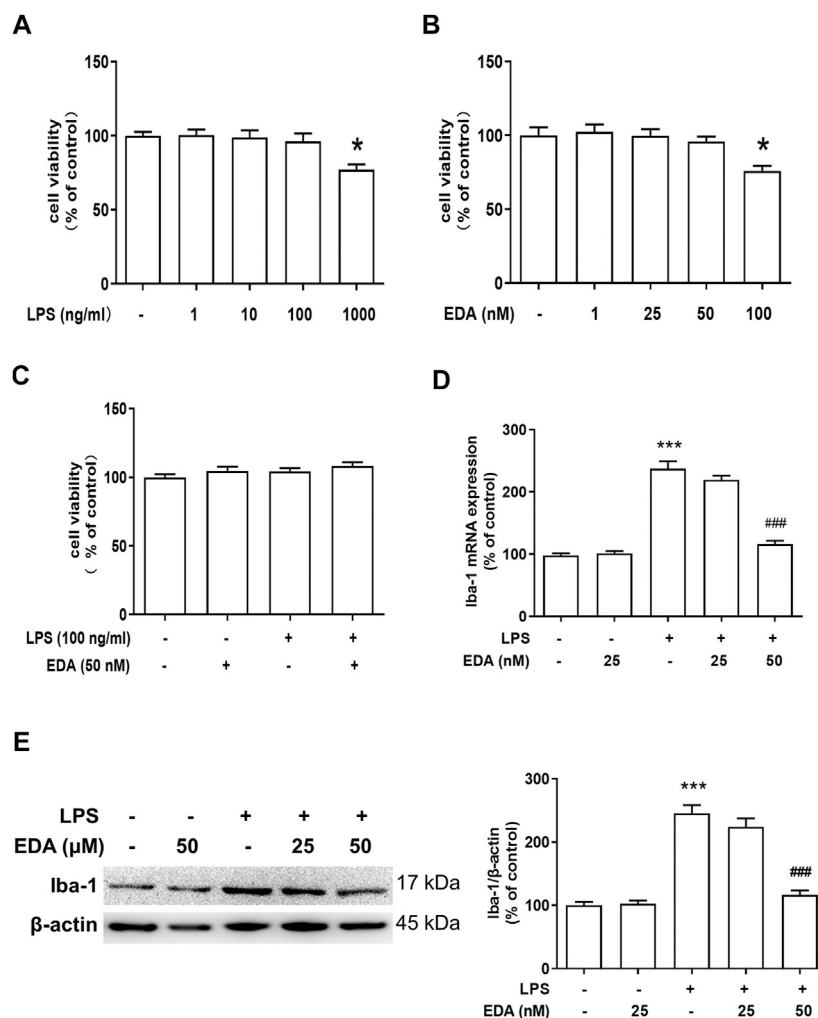 A
150
100
50
0
cell viability
(% of control)
*
LPS (ng/ml)
- 1 10 100 1000
B
150
100
50
0
cell viability
(% of control)
*
EDA (nM)
- 1 25 50 100
C
150
100
50
0
cell viability
( % of control)
LPS (100 ng/ml) - - + +
EDA (50 nM) - + - +
D
300
200
100
0
Iba-1 mRNA expression
(% of control)
***
###
LPS - - + + +
EDA (nM) - 25 - 25 50
E
LPS - - + + +
EDA (μM) - 50 - 25 50
Iba-1 17 kDa
β-actin 45 kDa
300
200
100
0
Iba-1/β-actin
(% of control)
***
###
LPS - - + + +
EDA (nM) - 25 - 25 50